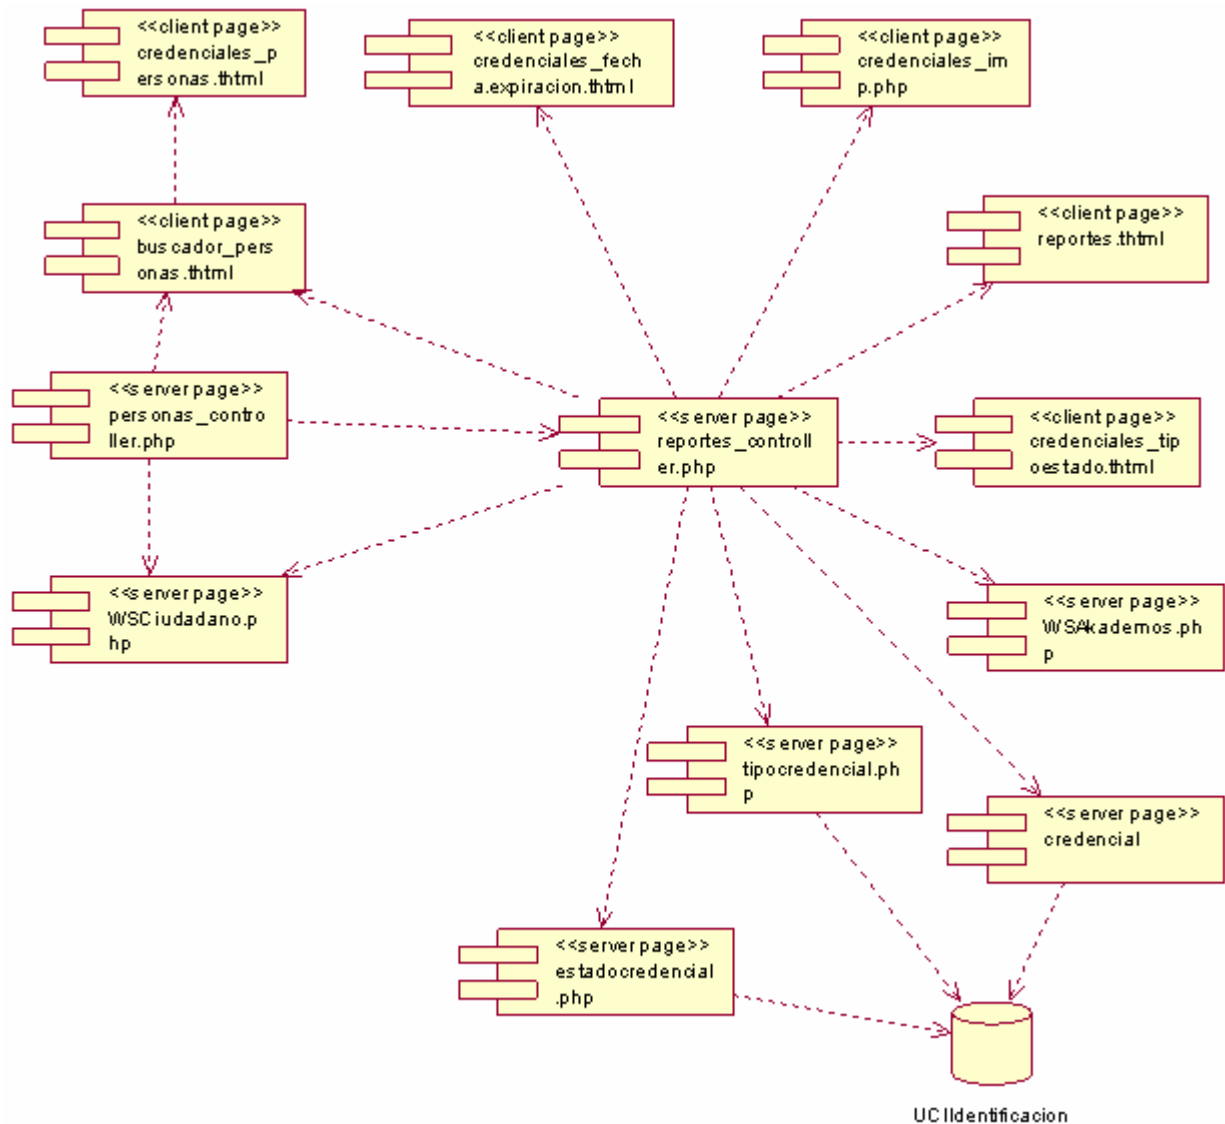 <<client page>>
credenciales_p
ersonas.thtml
<<client page>>
credenciales_fech
a.expiracion.thtml
<<client page>>
credenciales_im
p.php
<<client page>>
buscador_pers
onas.thtml
<<client page>>
reportes.thtml
<<server page>>
personas_contro
ller.php
<<server page>>
reportes_controll
er.php
<<client page>>
credenciales_tip
oestado.thtml
<<server page>>
WSCiudadano.p
hp
<<server page>>
WSAkademos.ph
p
<<server page>>
tipocredencial.ph
p
<<server page>>
credencial
<<server page>>
estadocredencial
.php
UCIIdentificacion